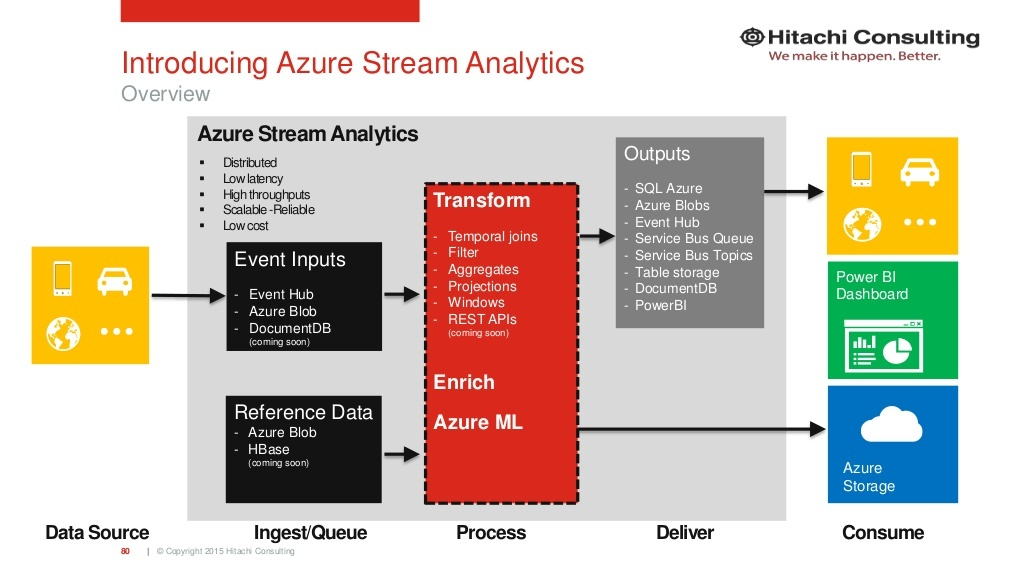 Hitachi Consulting
We make it happen. Better.
Introducing Azure Stream Analytics
Overview
Azure Stream Analytics
▪ Distributed
▪ Low latency
▪ High throughputs
▪ Scalable -Reliable
▪ Low cost
Event Inputs
- Event Hub
- Azure Blob
- DocumentDB
(coming soon)
Reference Data
- Azure Blob
- HBase
(coming soon)
Transform
- Temporal joins
- Filter
- Aggregates
- Projections
- Windows
- REST APIs
(coming soon)
Enrich
Azure ML
Outputs
- SQL Azure
- Azure Blobs
- Event Hub
- Service Bus Queue
- Service Bus Topics
- Table storage
- DocumentDB
- PowerBI
Power BI
Dashboard
Azure
Storage
Data Source
Ingest/Queue
Process
Deliver
Consume
80 | © Copyright 2015 Hitachi Consulting